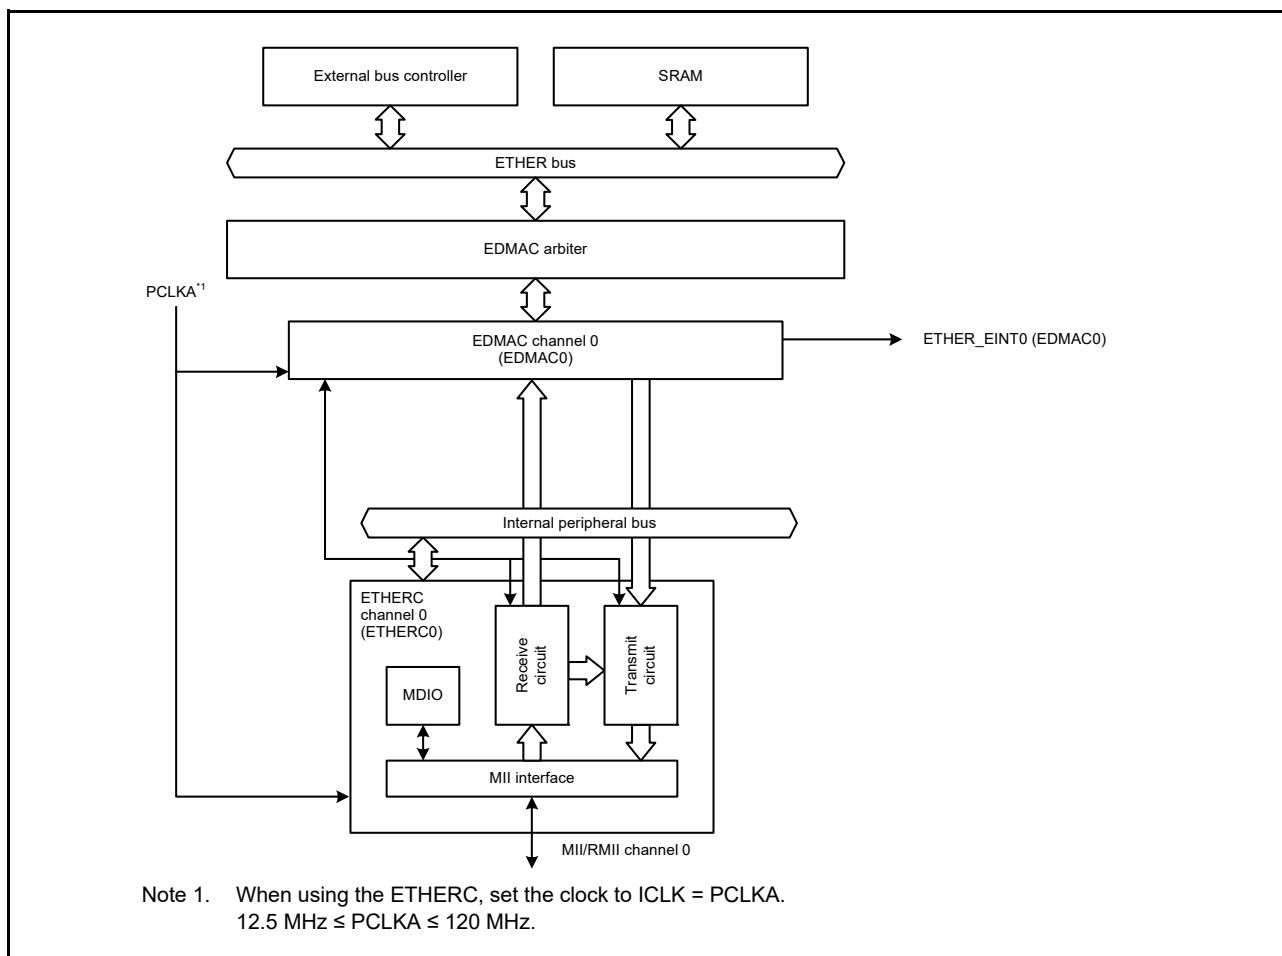 External bus controller
SRAM
ETHER bus
EDMAC arbiter
PCLKA*1
EDMAC channel 0
(EDMAC0)
ETHER_EINT0 (EDMAC0)
Internal peripheral bus
ETHERC
channel 0
(ETHERC0)
Receive
circuit
Transmit
circuit
MDIO
MII interface
MII/RMII channel 0
Note 1. When using the ETHERC, set the clock to ICLK = PCLKA.
12.5 MHz ≤ PCLKA ≤ 120 MHz.